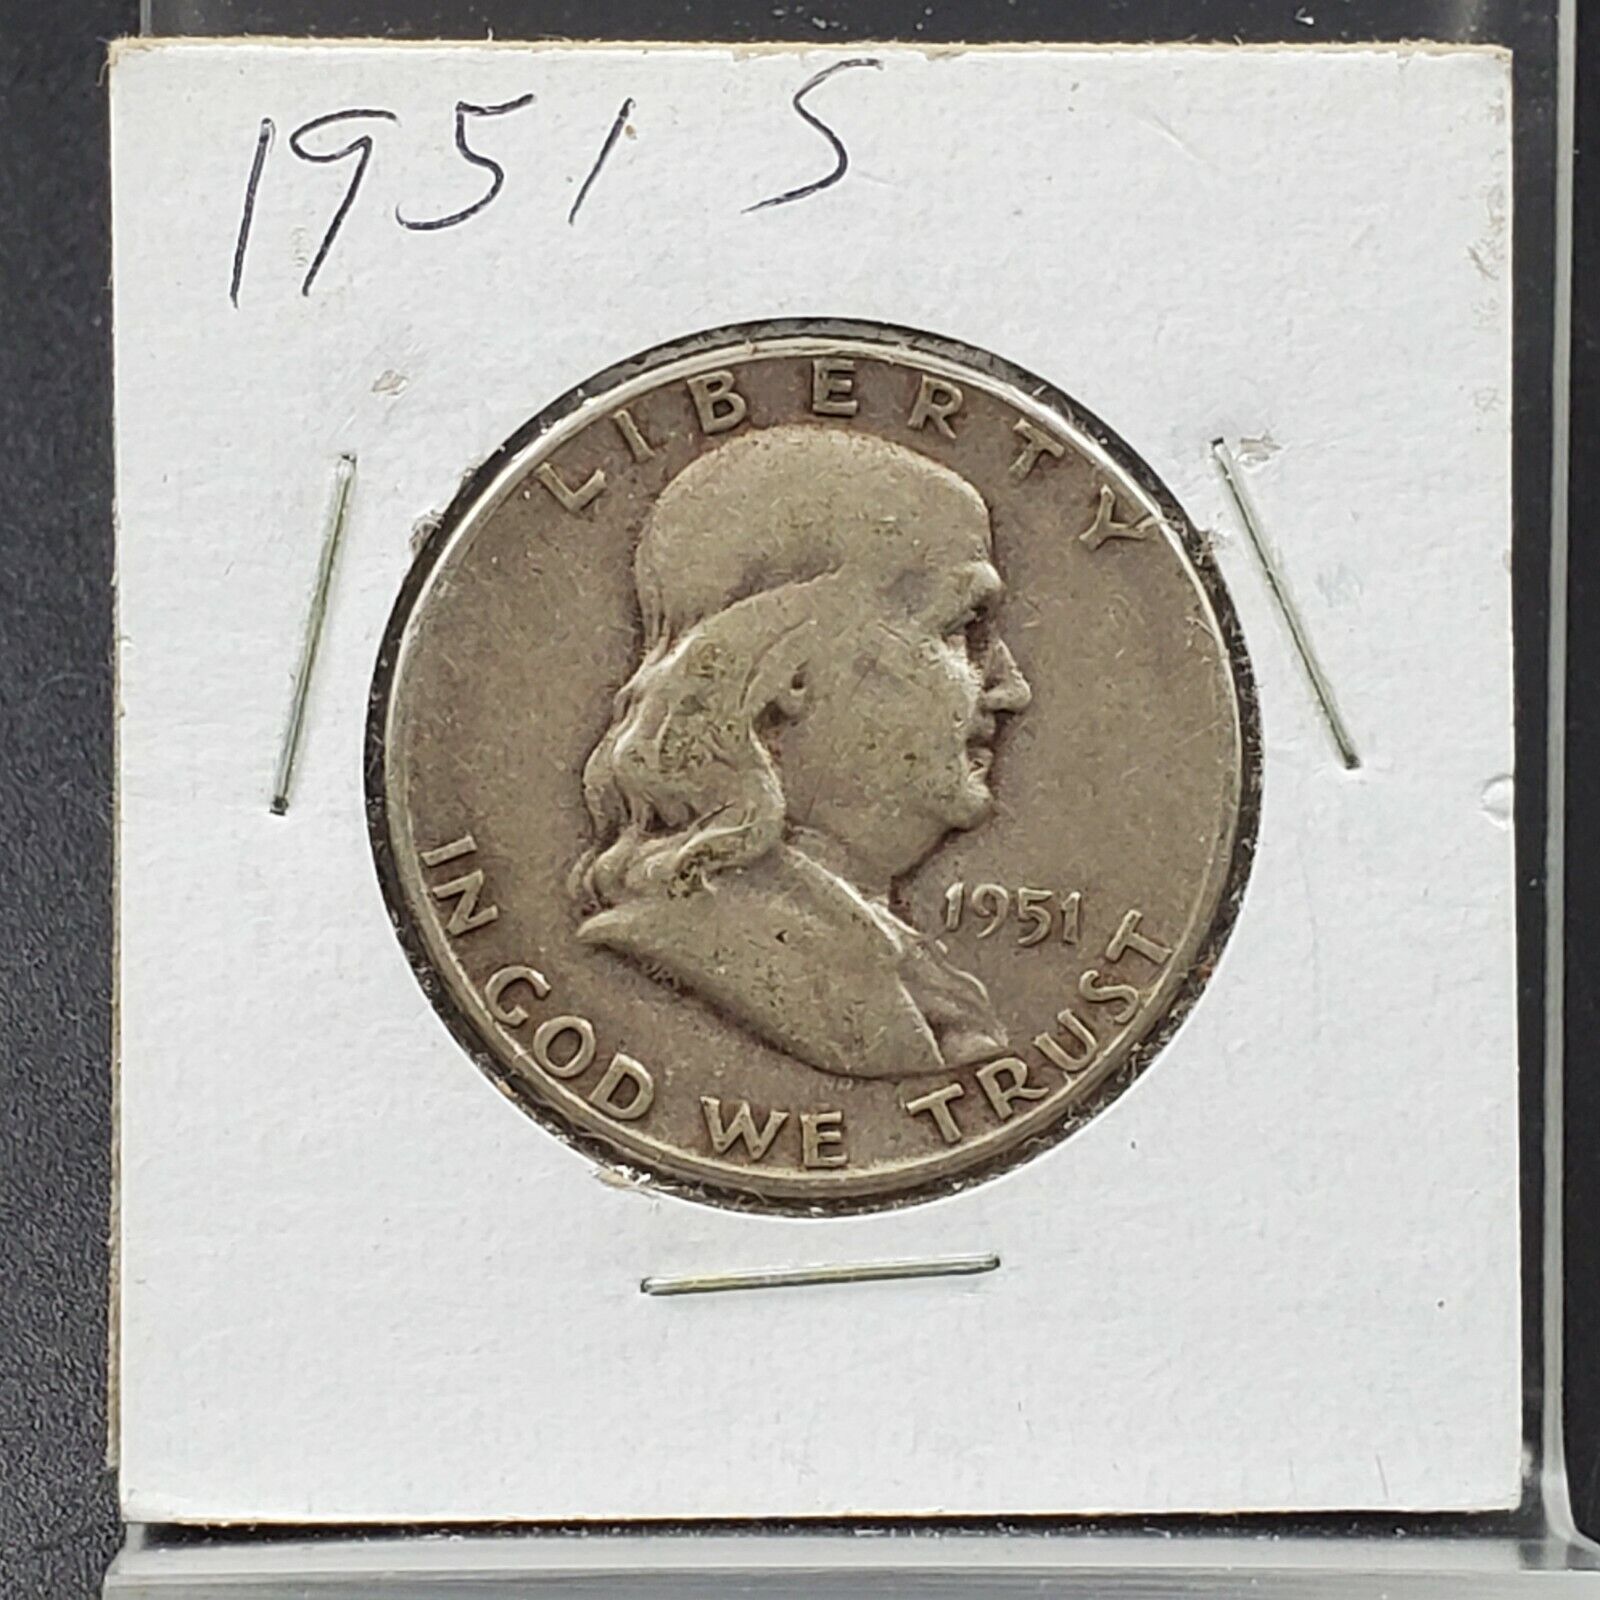 1951 S
LIBERTY
1951
IN GOD WE TRUST